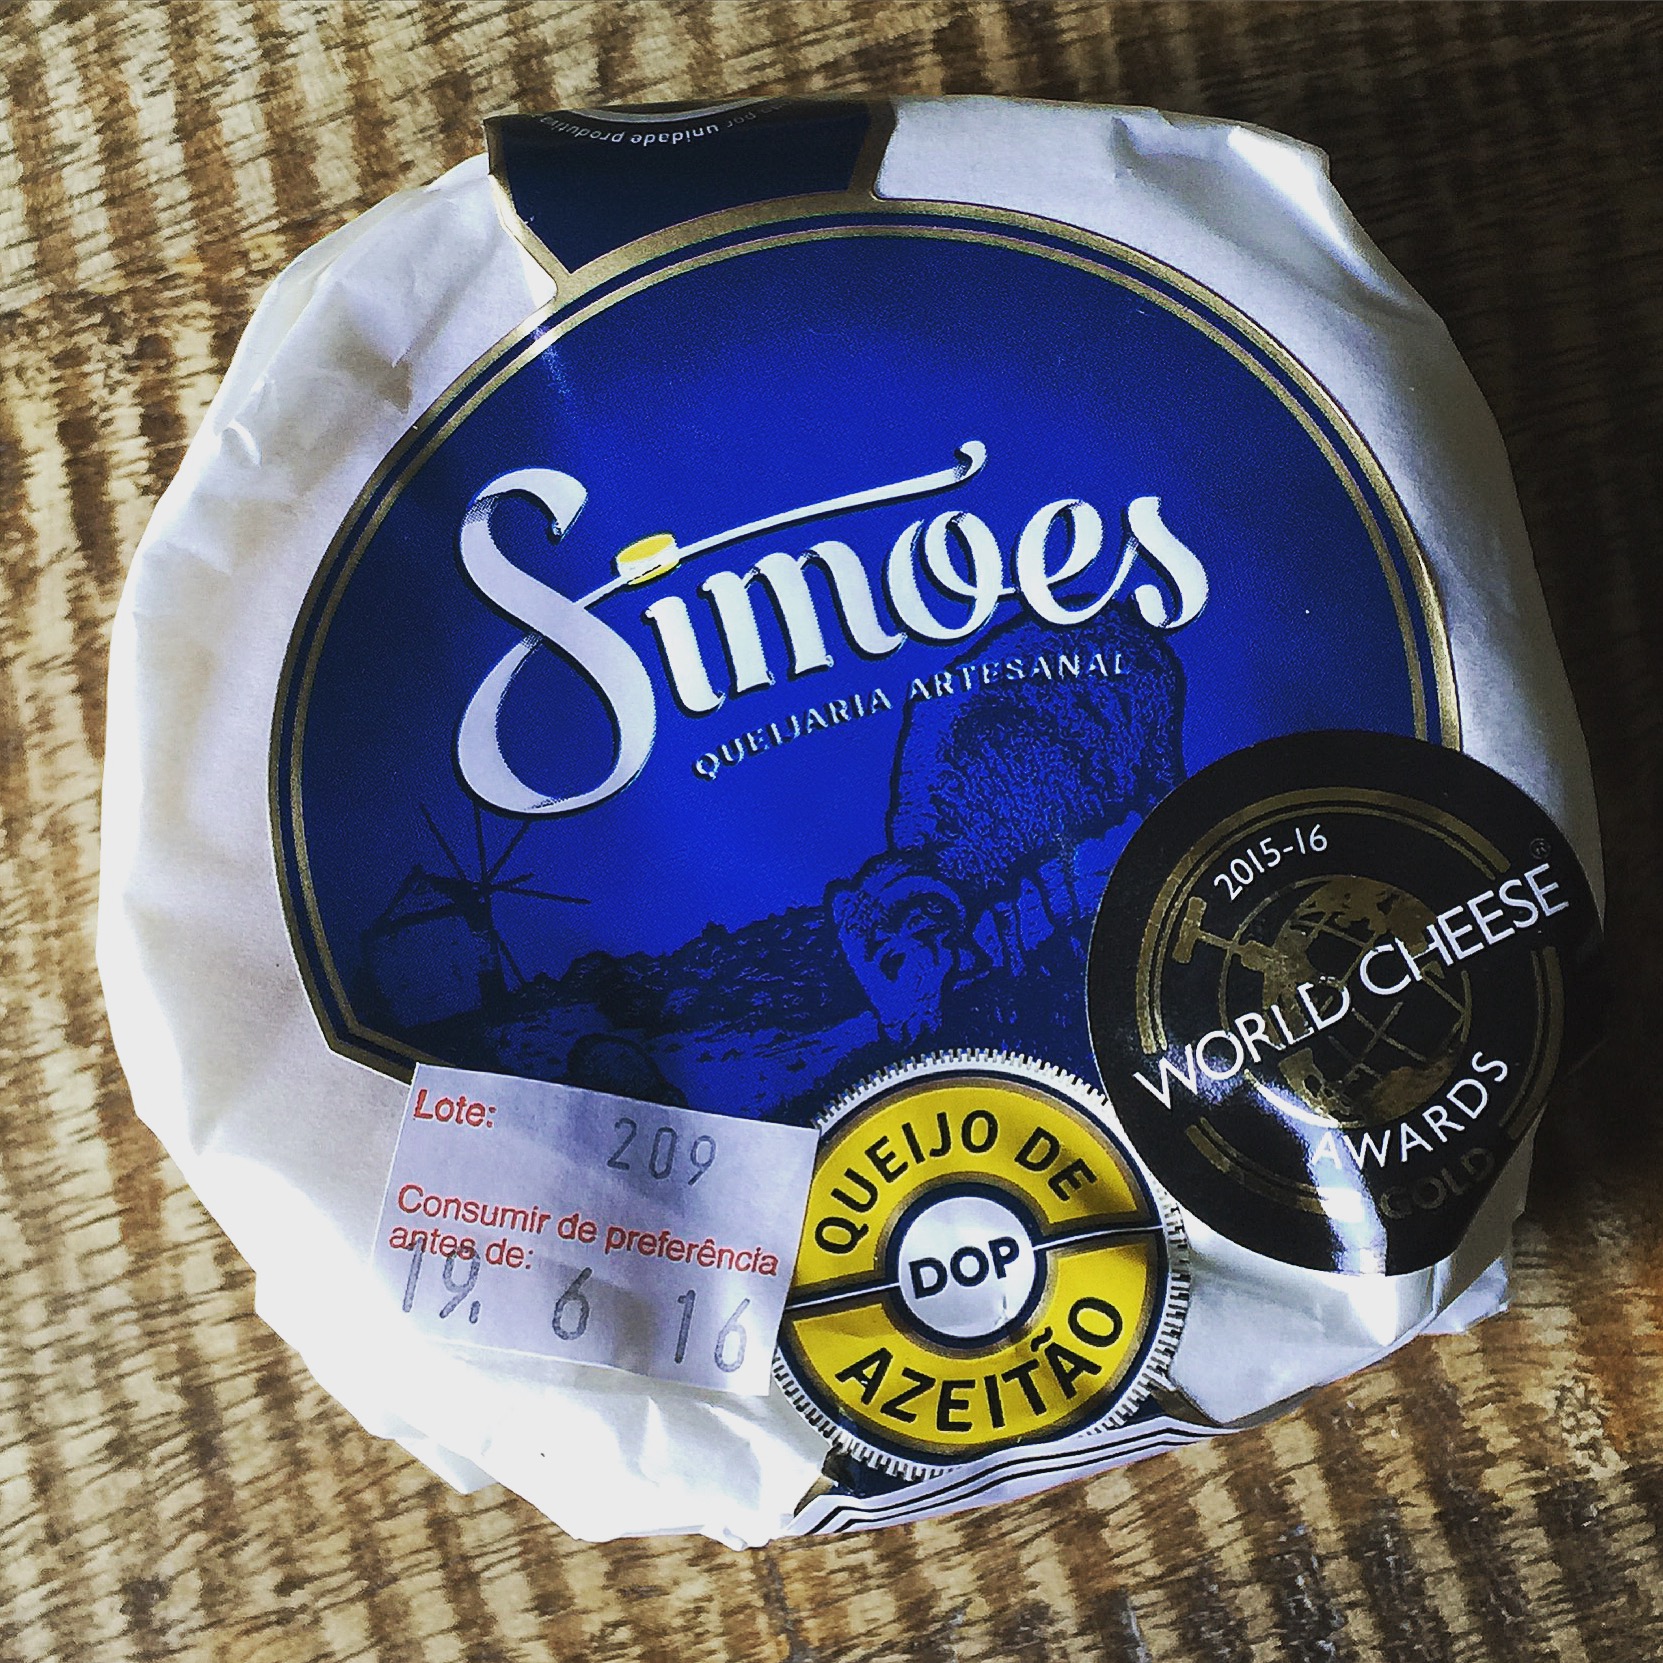 por unidade produtiva
Simões
QUEIJARIA ARTESANAL
2015-16
WORLD CHEESE®
AWARDS
GOLD
Lote: 209
Consumir de preferência
antes de:
19. 6 16
QUEIJO DE
DOP
AZEITÃO